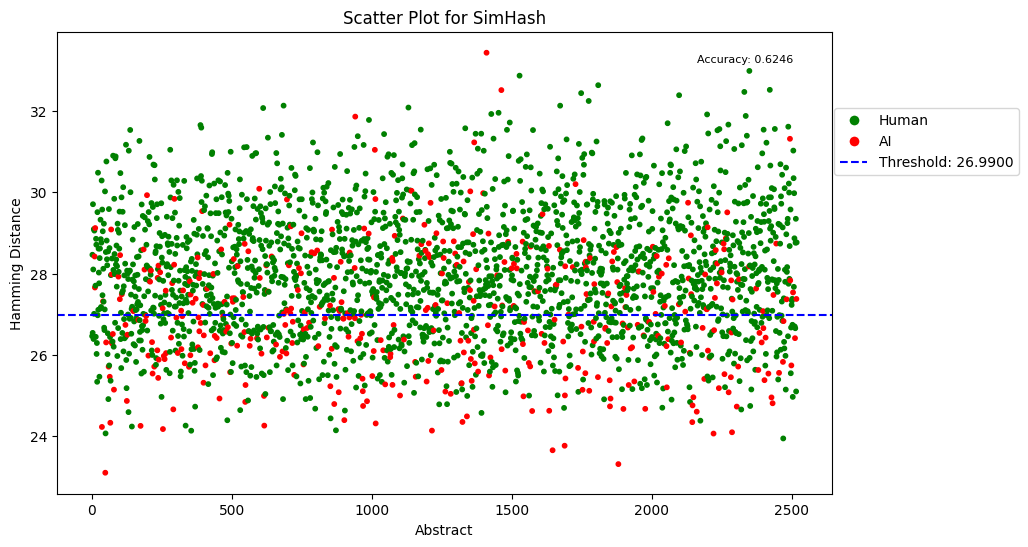 Scatter Plot for SimHash
Accuracy: 0.6246
Human
AI
Threshold: 26.9900
Hamming Distance
32
30
28
26
24
0 500 1000 1500 2000 2500
Abstract